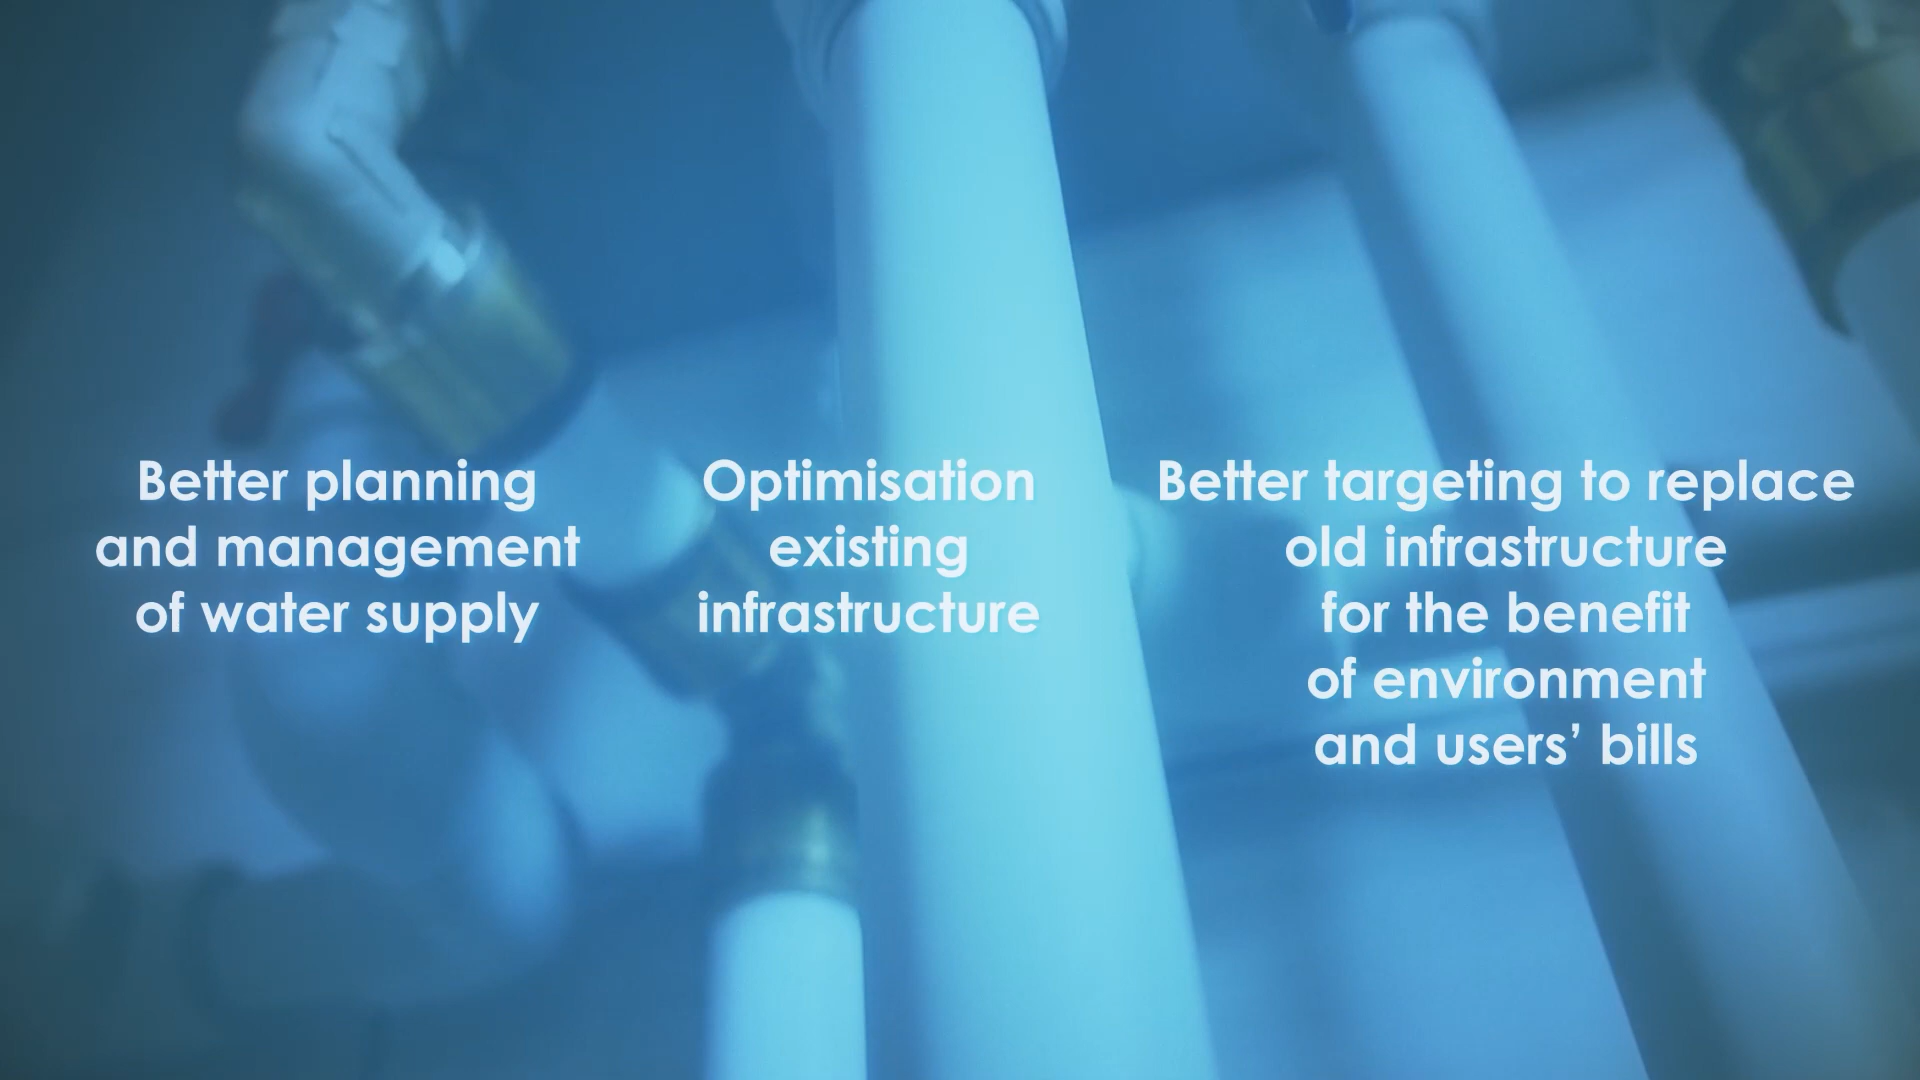 Better planning
and management
of water supply
Optimisation
existing
infrastructure
Better targeting to replace
old infrastructure
for the benefit
of environment
and users’ bills